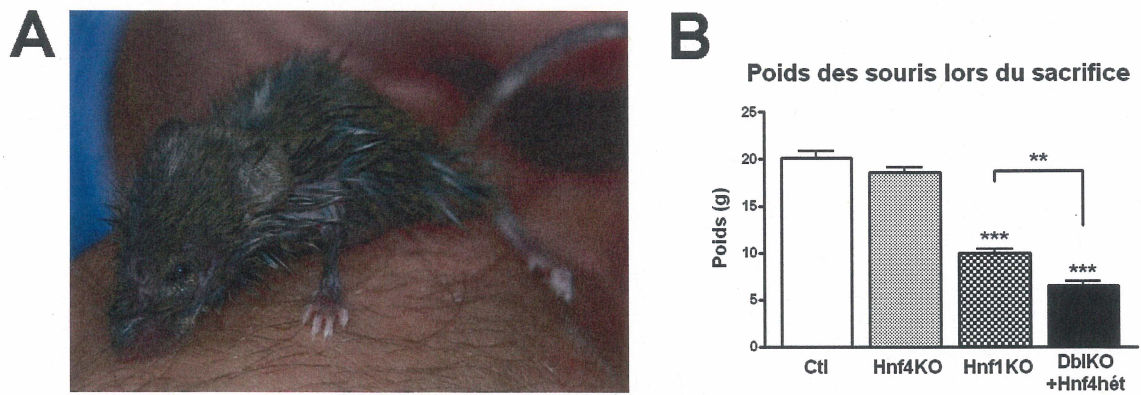 A
B
Poids des souris lors du sacrifice
Poids (g)
25
20
15
10
5
0
**
***
***
Ctl
Hnf4KO
Hnf1KO
DblKO
+Hnf4hét